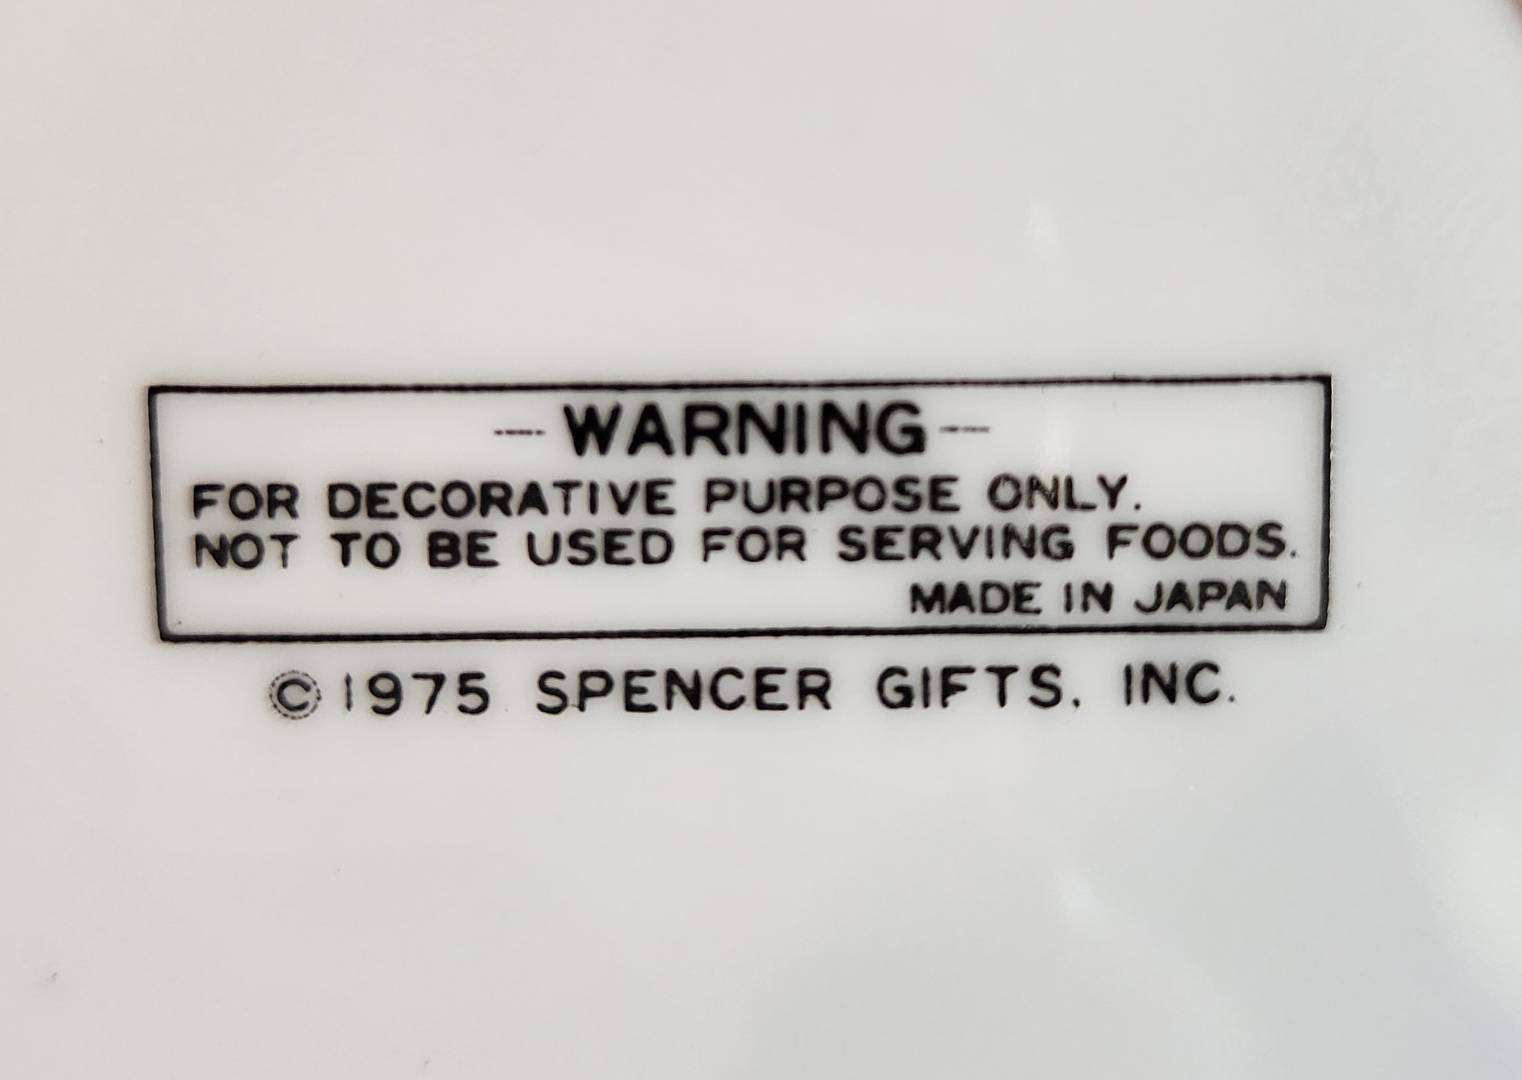 --- WARNING ---
FOR DECORATIVE PURPOSE ONLY.
NOT TO BE USED FOR SERVING FOODS.
MADE IN JAPAN
©1975 SPENCER GIFTS, INC.